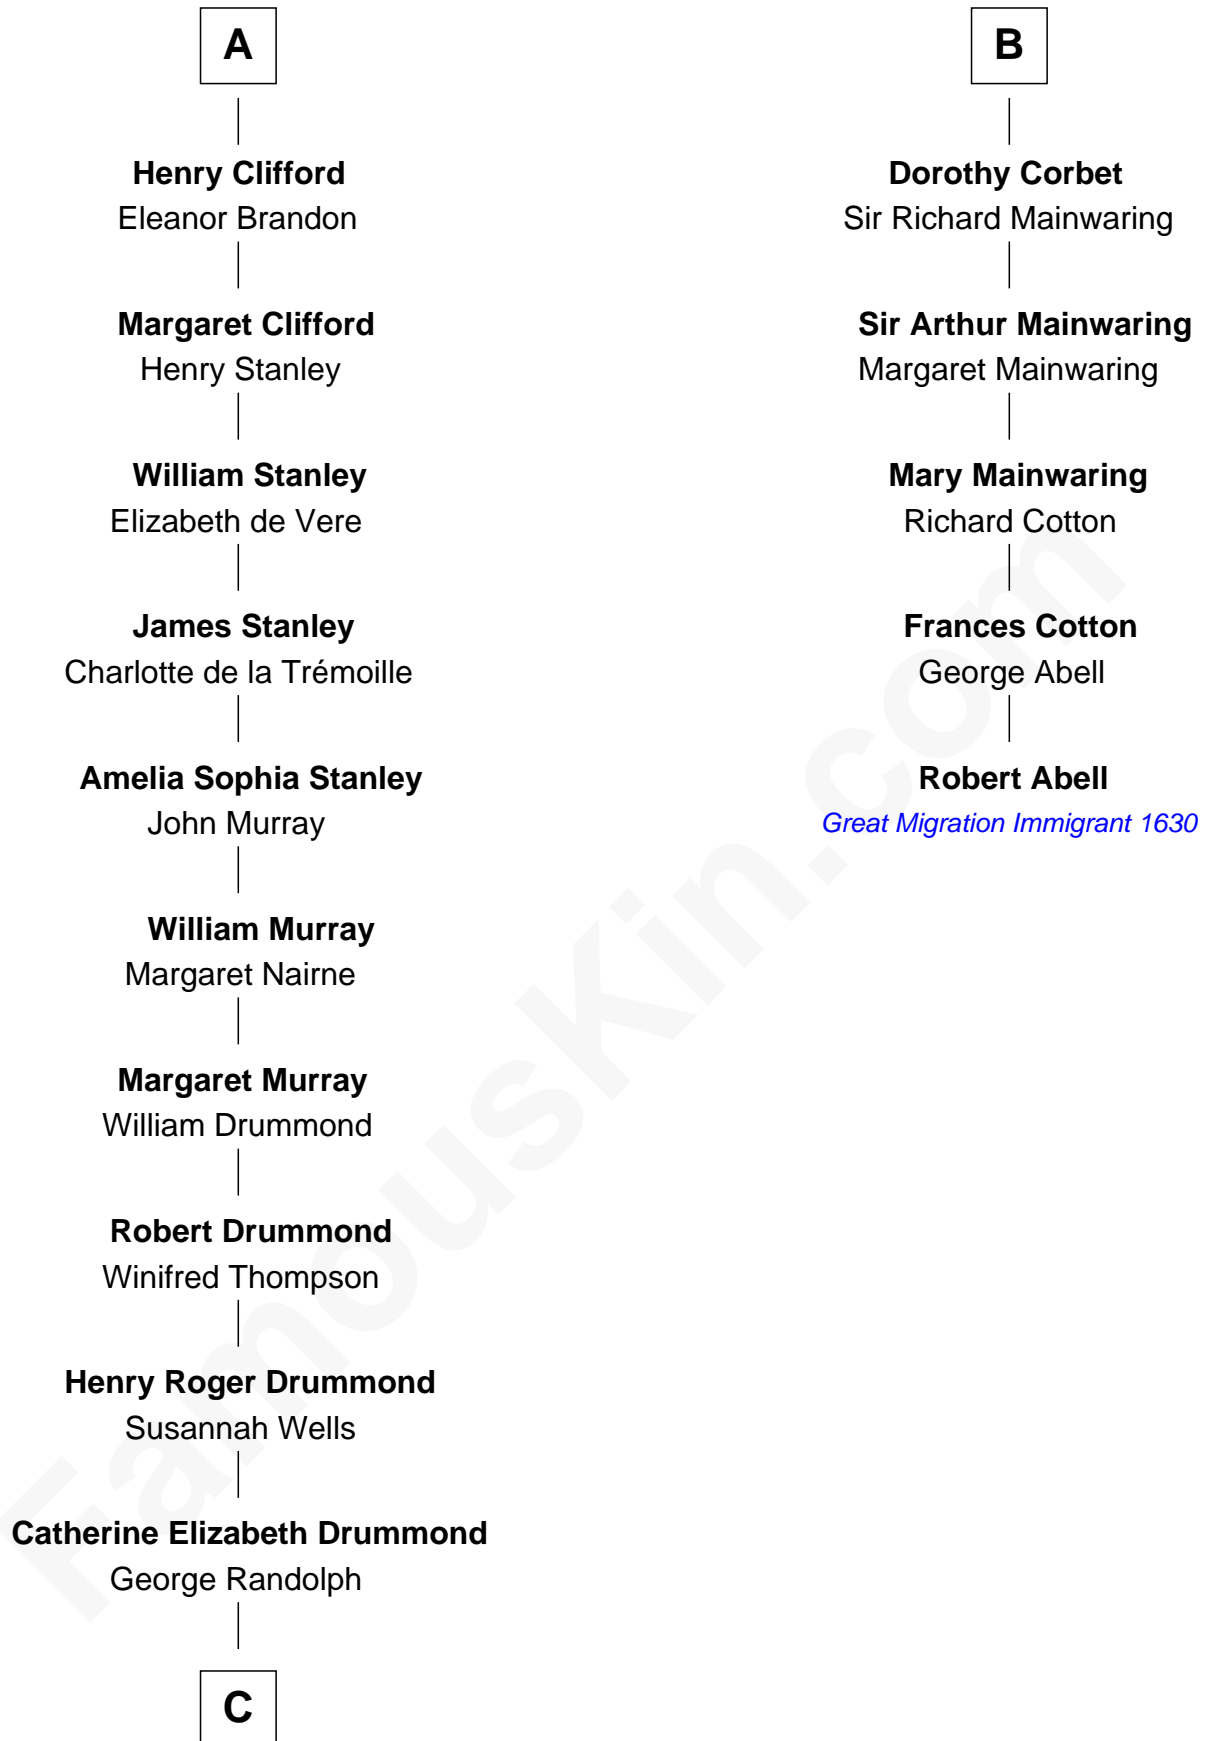 A
Henry Clifford
Eleanor Brandon
Margaret Clifford
Henry Stanley
William Stanley
Elizabeth de Vere
James Stanley
Charlotte de la Trémoille
Amelia Sophia Stanley
John Murray
William Murray
Margaret Nairne
Margaret Murray
William Drummond
Robert Drummond
Winifred Thompson
Henry Roger Drummond
Susannah Wells
Catherine Elizabeth Drummond
George Randolph
C
B
Dorothy Corbet
Sir Richard Mainwaring
Sir Arthur Mainwaring
Margaret Mainwaring
Mary Mainwaring
Richard Cotton
Frances Cotton
George Abell
Robert Abell
Great Migration Immigrant 1630
FamousKin.com